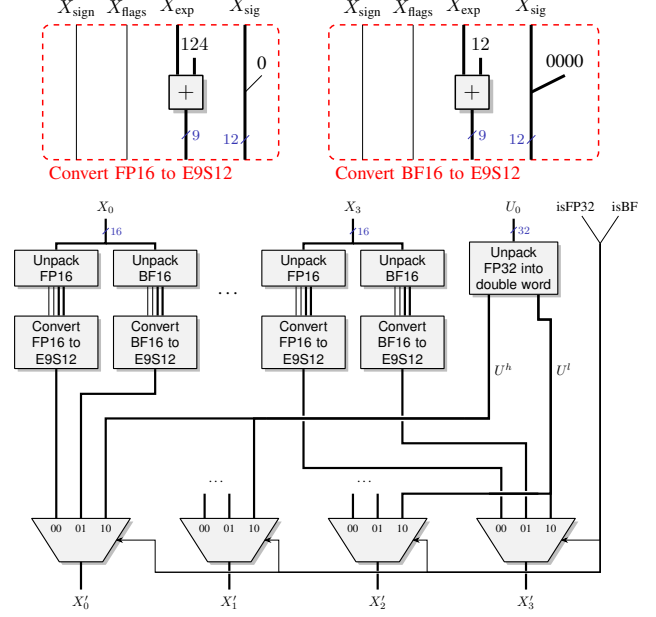 X_sign X_flags X_exp X_sig X_sign X_flags X_exp X_sig
124 0 12 0000
+ +
9 12 9 12
Convert FP16 to E9S12 Convert BF16 to E9S12
X_0 X_3 U_0 isFP32 isBF
16 16 32
Unpack FP16
Unpack BF16
...
Unpack FP16
Unpack BF16
Unpack FP32 into double word
Convert FP16 to E9S12
Convert BF16 to E9S12
Convert FP16 to E9S12
Convert BF16 to E9S12
U^h U^l
... ...
00 01 10 00 01 10 00 01 10 00 01 10
X'_0 X'_1 X'_2 X'_3